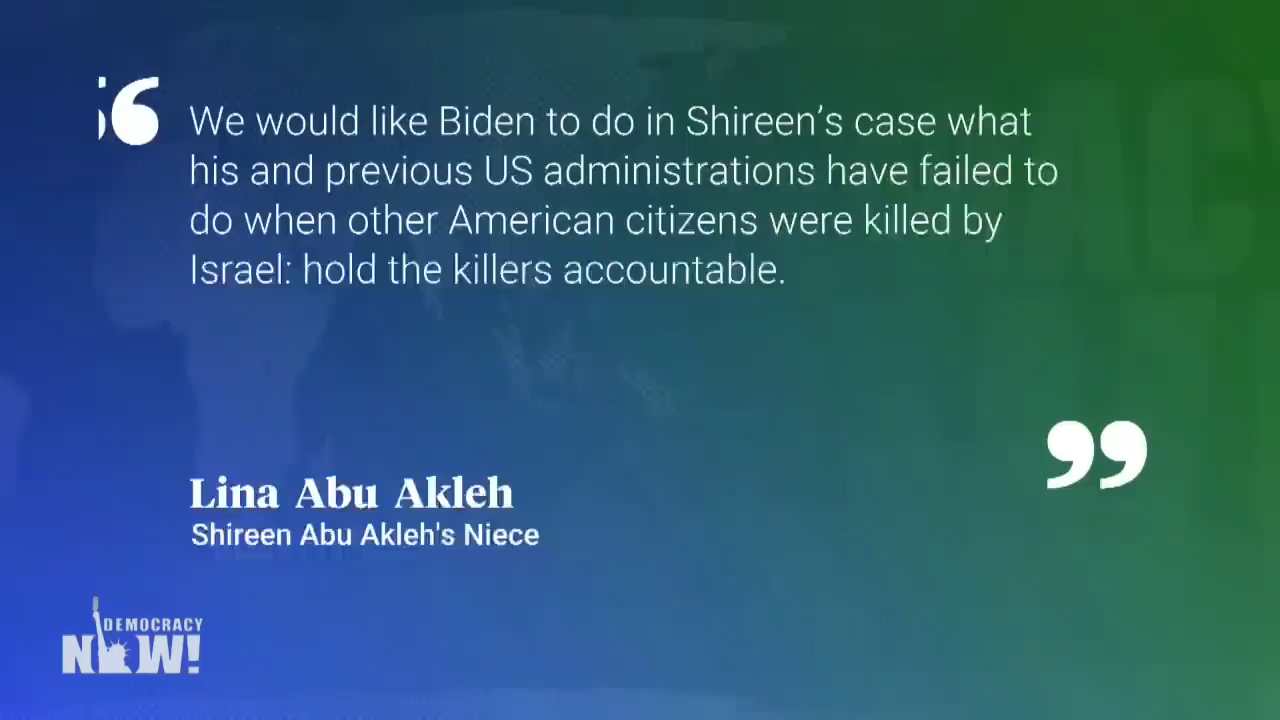 “
We would like Biden to do in Shireen’s case what
his and previous US administrations have failed to
do when other American citizens were killed by
Israel: hold the killers accountable.
”
Lina Abu Akleh
Shireen Abu Akleh's Niece
DEMOCRACY
NOW!